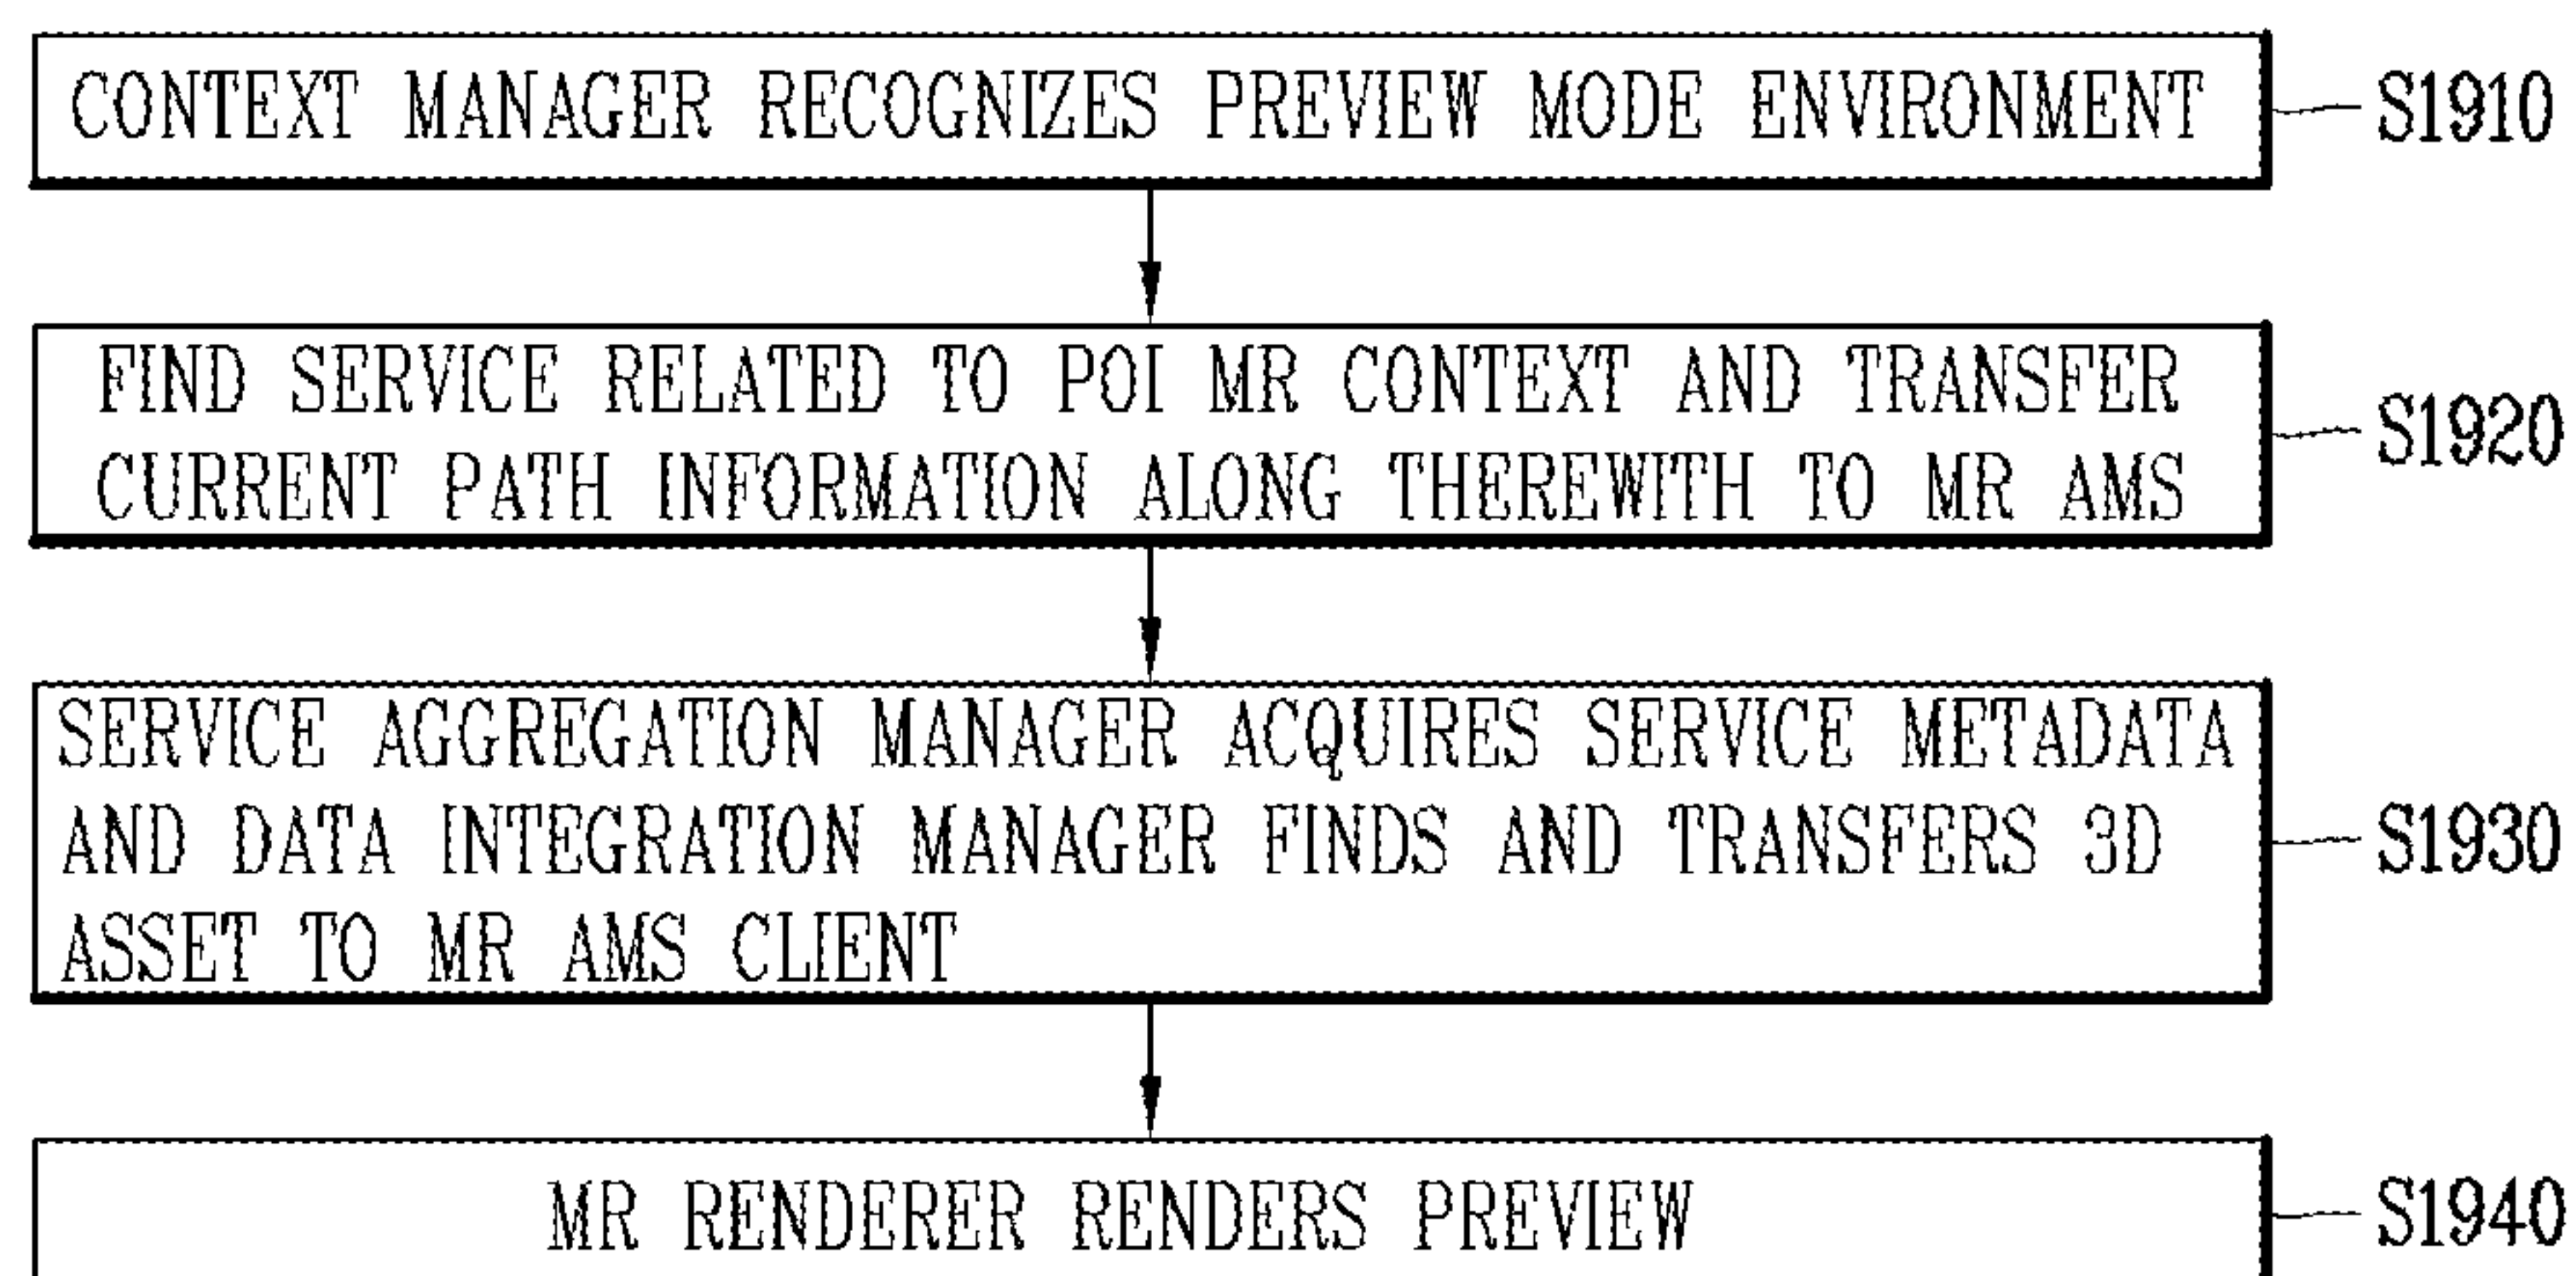 CONTEXT MANAGER RECOGNIZES PREVIEW MODE ENVIRONMENT
S1910
FIND SERVICE RELATED TO POI MR CONTEXT AND TRANSFER
CURRENT PATH INFORMATION ALONG THEREWITH TO MR AMS
S1920
SERVICE AGGREGATION MANAGER ACQUIRES SERVICE METADATA
AND DATA INTEGRATION MANAGER FINDS AND TRANSFERS 3D
ASSET TO MR AMS CLIENT
S1930
MR RENDERER RENDERS PREVIEW
S1940